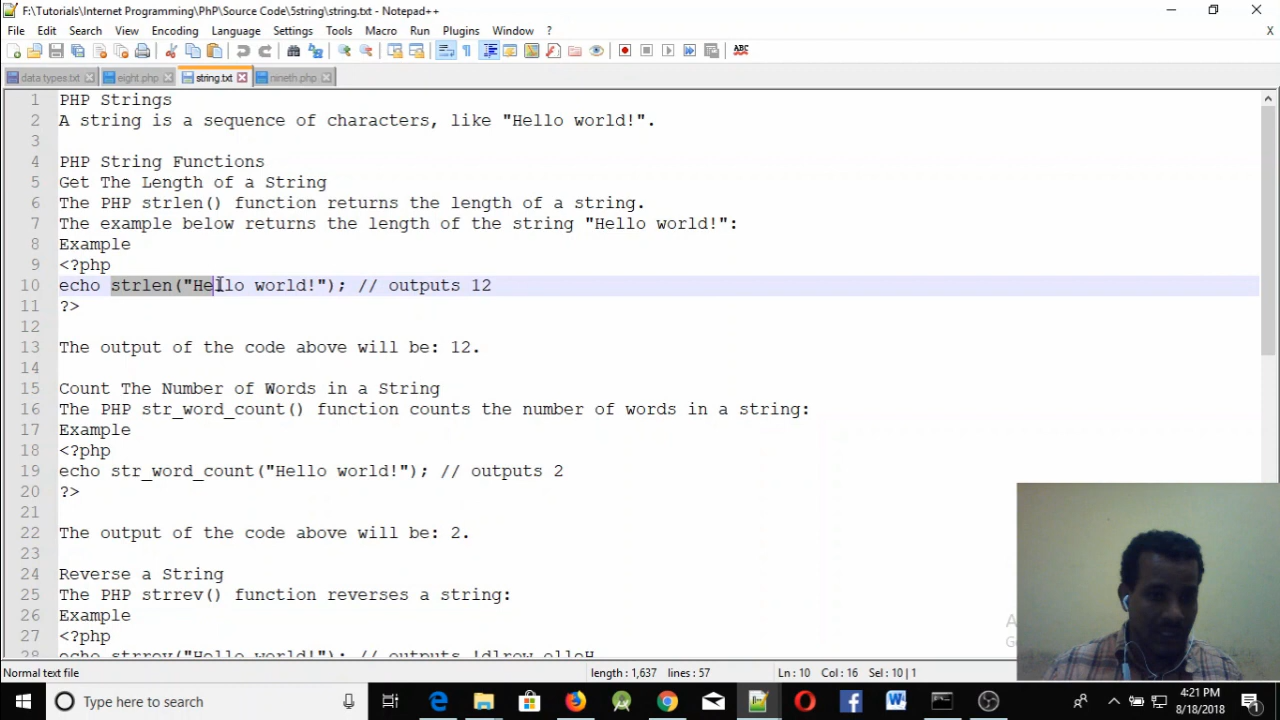 F:\Tutorials\Internet Programming\PhP\Source Code\5string\string.txt - Notepad++
File Edit Search View Encoding Language Settings Tools Macro Run Plugins Window ? X
ABC
data types.txt eight.php string.txt nineth.php
1 PHP Strings
2 A string is a sequence of characters, like "Hello world!".
3
4 PHP String Functions
5 Get The Length of a String
6 The PHP strlen() function returns the length of a string.
7 The example below returns the length of the string "Hello world!":
8 Example
9 <?php
10 echo strlen("Hello world!"); // outputs 12
11 ?>
12
13 The output of the code above will be: 12.
14
15 Count The Number of Words in a String
16 The PHP str_word_count() function counts the number of words in a string:
17 Example
18 <?php
19 echo str_word_count("Hello world!"); // outputs 2
20 ?>
21
22 The output of the code above will be: 2.
23
24 Reverse a String
25 The PHP strrev() function reverses a string:
26 Example
27 <?php
28 echo strrev("Hello world!"); // outputs !dlrow olleH
Normal text file length : 1,637 lines : 57 Ln : 10 Col : 16 Sel : 10 | 1
Type here to search
4:21 PM
8/18/2018